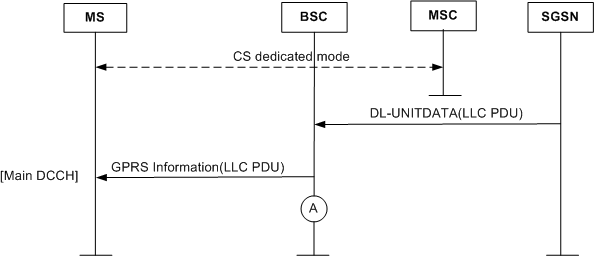 MS
BSC
MSC
SGSN
CS dedicated mode
DL-UNITDATA(LLC PDU)
GPRS Information(LLC PDU)
[Main DCCH]
A